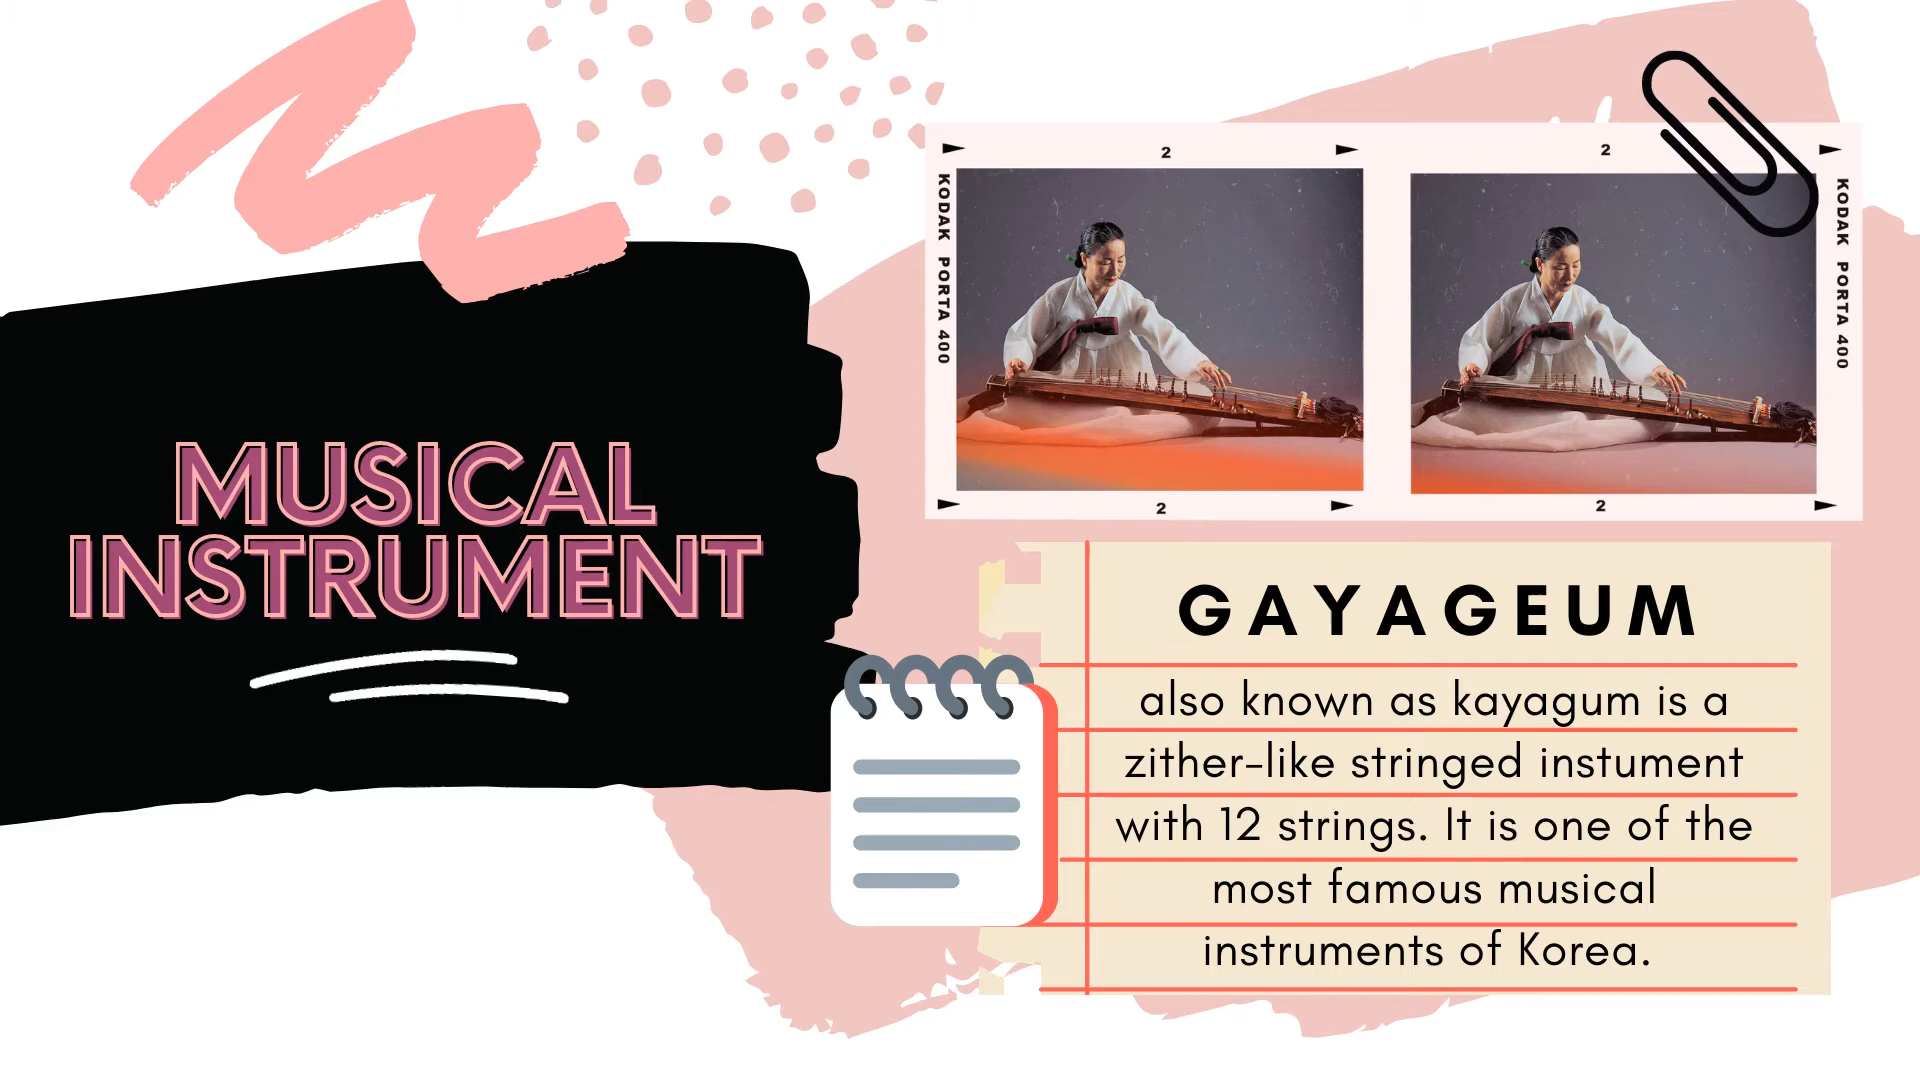 MUSICAL
INSTRUMENT
2
2
KODAK PORTA 400
KODAK PORTA 400
2
2
GAYAGEUM
also known as kayagum is a
zither-like stringed instument
with 12 strings. It is one of the
most famous musical
instruments of Korea.